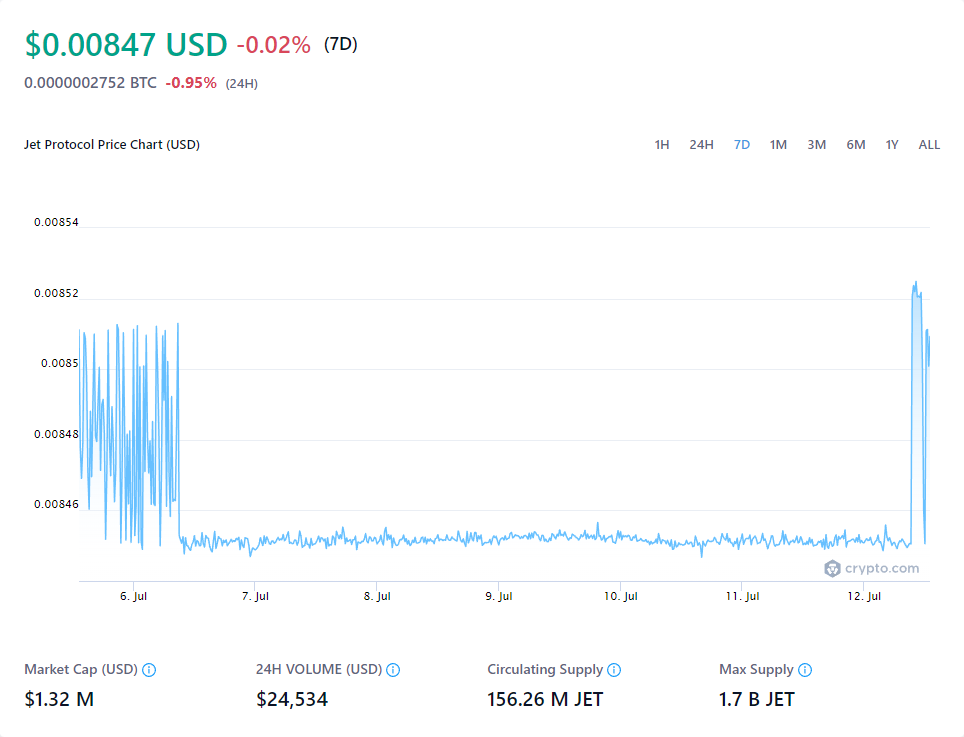 $0.00847 USD -0.02% (7D)
0.0000002752 BTC -0.95% (24H)
Jet Protocol Price Chart (USD) 1H 24H 7D 1M 3M 6M 1Y ALL
0.00854
0.00852
0.0085
0.00848
0.00846
crypto.com
6. Jul 7. Jul 8. Jul 9. Jul 10. Jul 11. Jul 12. Jul
Market Cap (USD) 24H VOLUME (USD) Circulating Supply Max Supply
$1.32 M $24,534 156.26 M JET 1.7 B JET